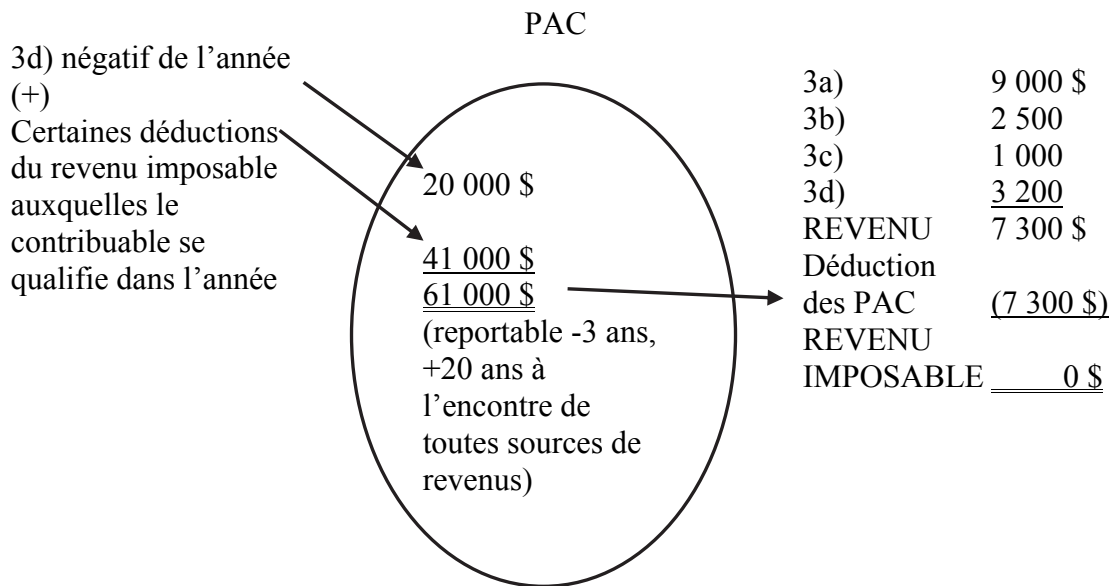 PAC
3d) négatif de l’année
(+)
Certaines déductions
du revenu imposable
auxquelles le
contribuable se
qualifie dans l’année
20 000 $
41 000 $
61 000 $
(reportable -3 ans,
+20 ans à
l’encontre de
toutes sources de
revenus)
3a) 9 000 $
3b) 2 500
3c) 1 000
3d) 3 200
REVENU 7 300 $
Déduction
des PAC (7 300 $)
REVENU
IMPOSABLE 0 $